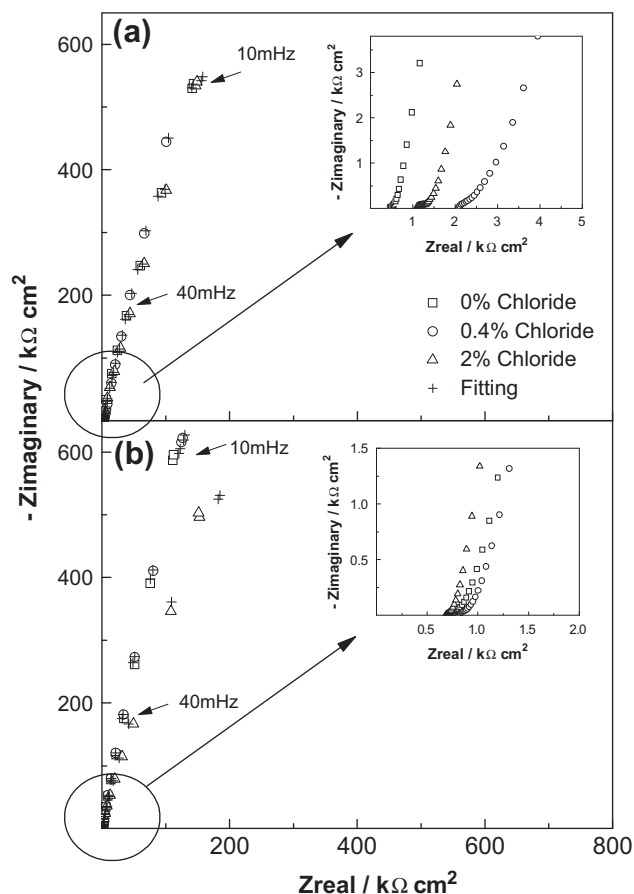 600
(a)
10mHz
400
40mHz
200
- Zimaginary / kΩ cm²
3
2
1
1 2 3 4 5
Zreal / kΩ cm²
- Zimaginary / kΩ cm²
0% Chloride
0.4% Chloride
2% Chloride
Fitting
600
(b)
10mHz
400
40mHz
200
1.5
1.0
0.5
0.5 1.0 1.5 2.0
Zreal / kΩ cm²
- Zimaginary / kΩ cm²
200 400 600 800
Zreal / kΩ cm²